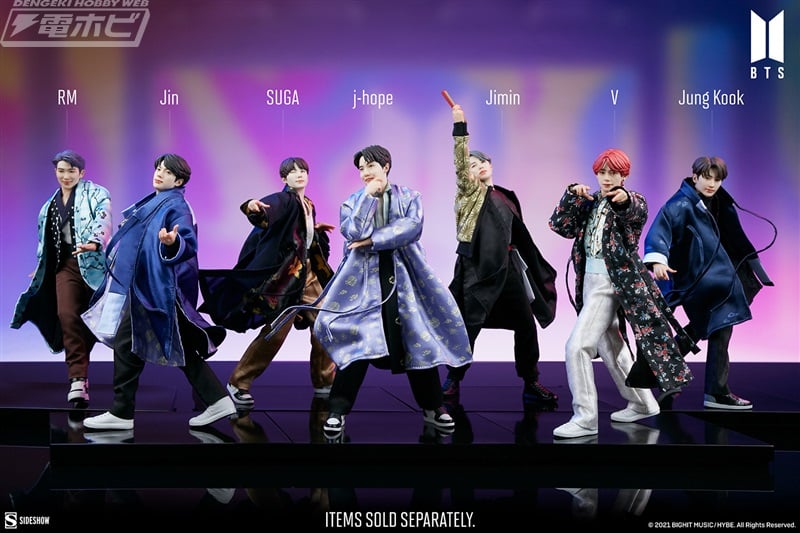 DENGEKI HOBBY WEB
電ホビ
BTS
RM
Jin
SUGA
j-hope
Jimin
V
Jung Kook
SIDESHOW
ITEMS SOLD SEPARATELY.
© 2021 BIGHIT MUSIC/HYBE. All Rights Reserved.